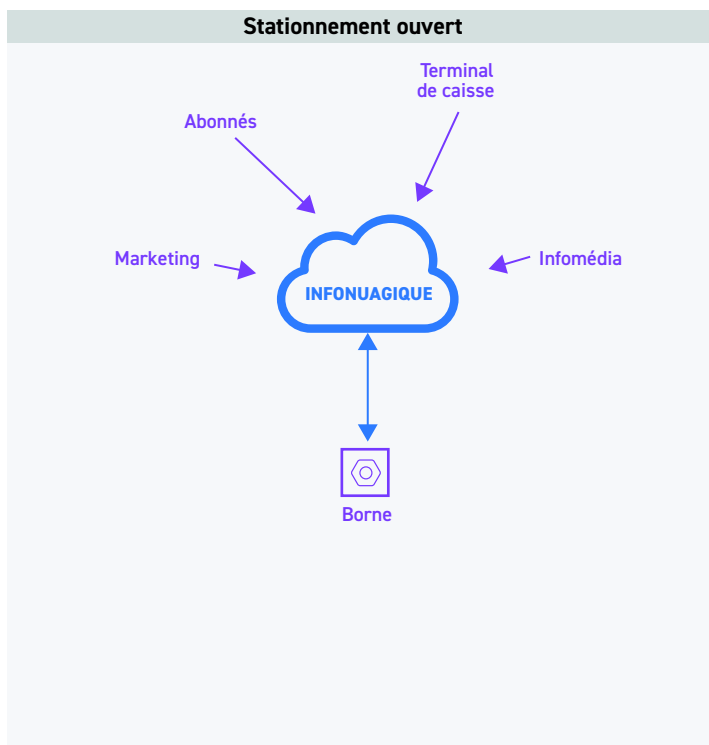 Stationnement ouvert
Terminal
de caisse
Abonnés
Marketing
Infomédia
INFONUAGIQUE
Borne